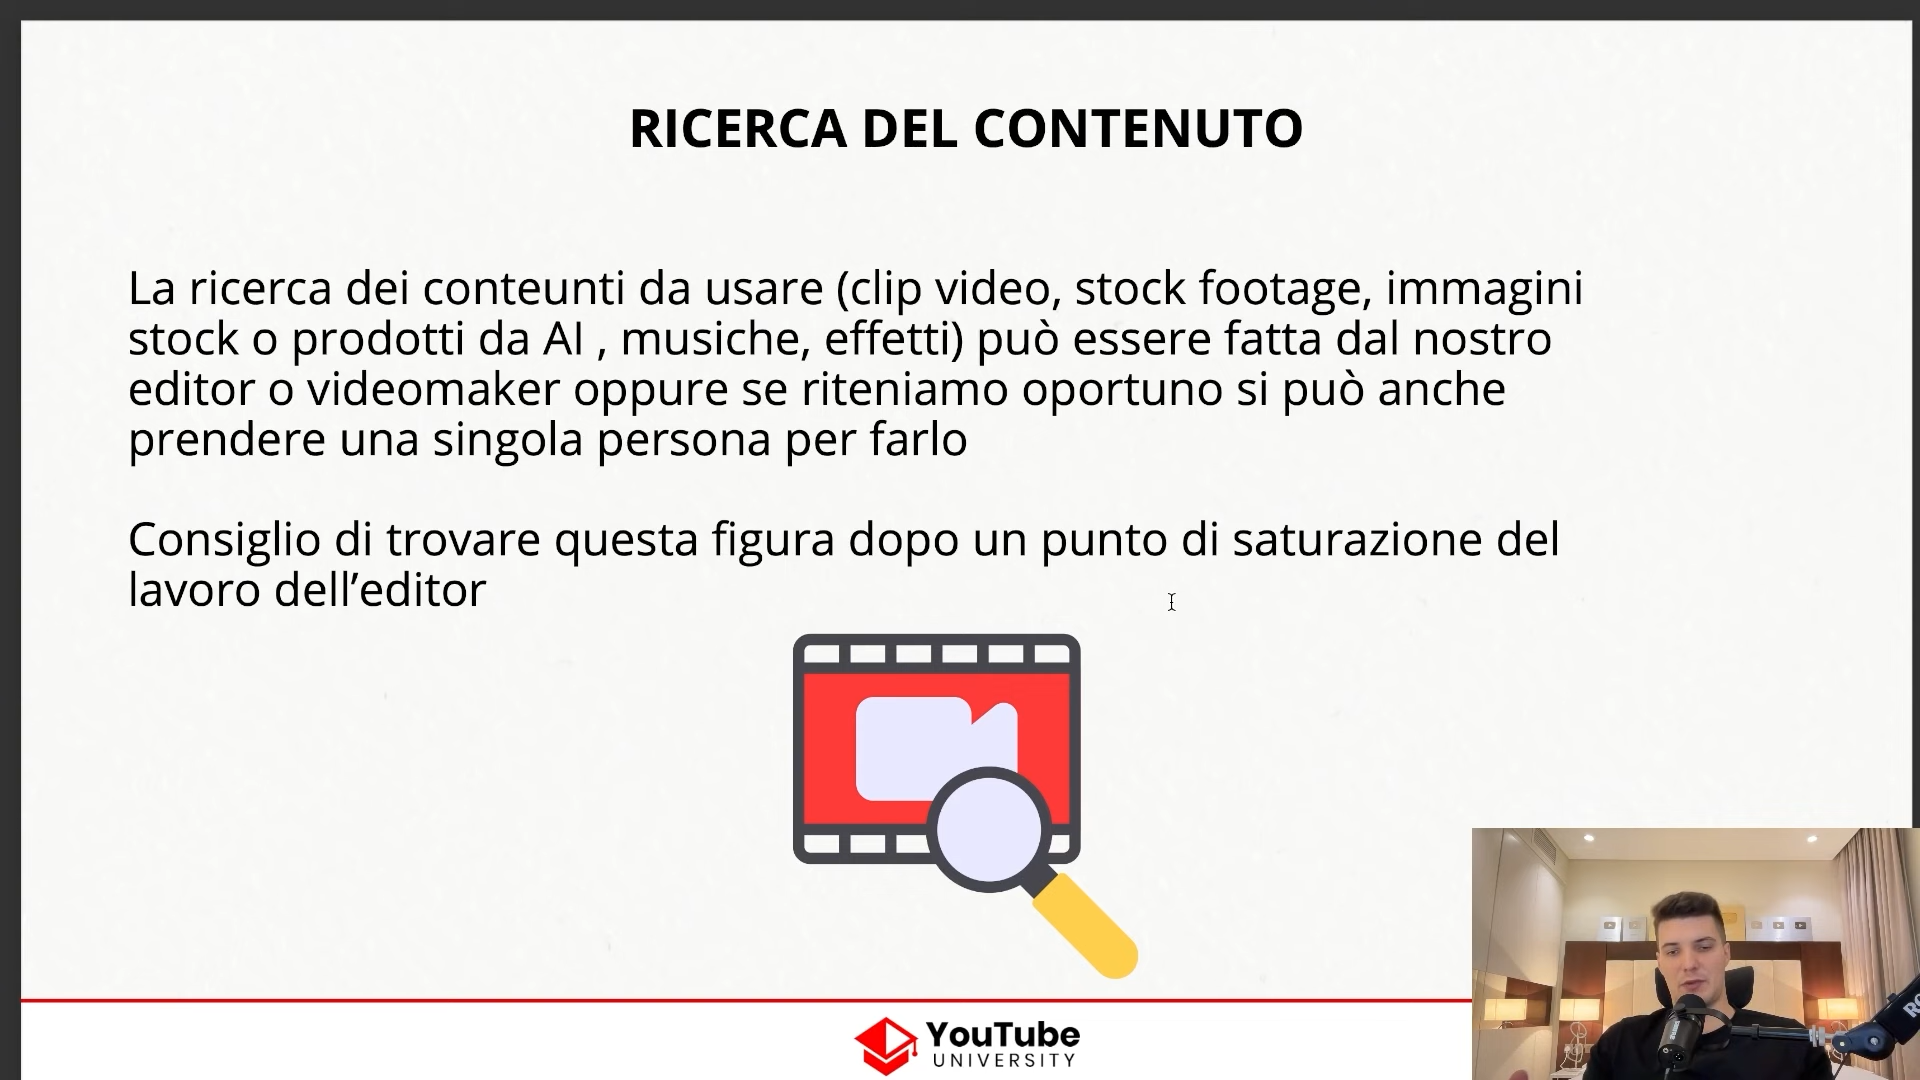 RICERCA DEL CONTENUTO
La ricerca dei conteunti da usare (clip video, stock footage, immagini
stock o prodotti da AI , musiche, effetti) può essere fatta dal nostro
editor o videomaker oppure se riteniamo oportuno si può anche
prendere una singola persona per farlo
Consiglio di trovare questa figura dopo un punto di saturazione del
lavoro dell’editor
YouTube
UNIVERSITY